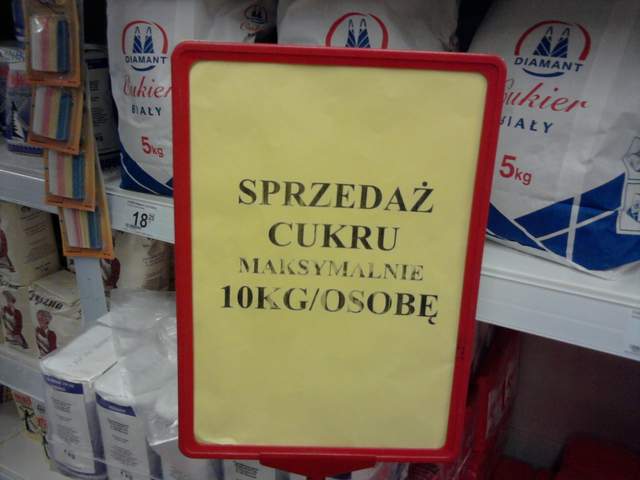 DIAMANT
DIAMANT
Cukier
BIAŁY
5kg
Cukier
BIAŁY
5kg
18
SPRZEDAŻ
CUKRU
MAKSYMALNIE
10KG/OSOBĘ